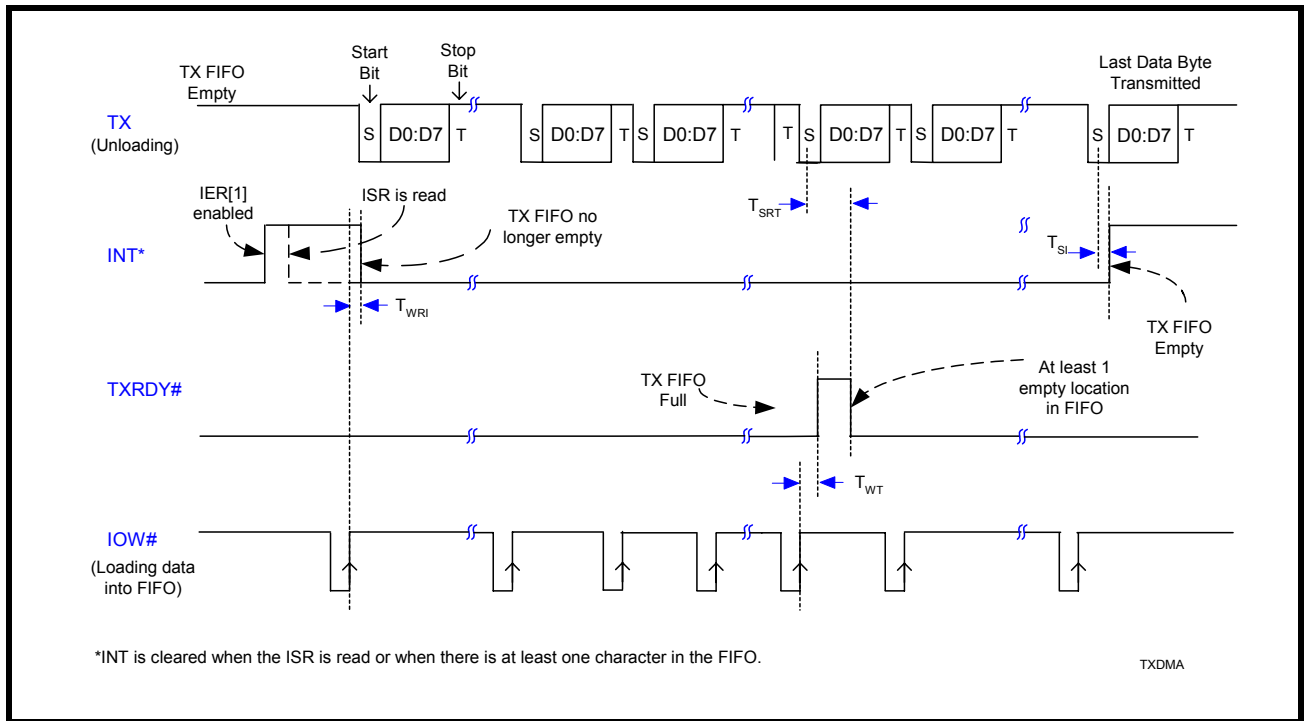 Start
Bit
Stop
Bit
TX FIFO
Empty
Last Data Byte
Transmitted
TX
(Unloading)
S D0:D7 T S D0:D7 T S D0:D7 T T S D0:D7 T S D0:D7 T S D0:D7 T
IER[1]
enabled
ISR is read
TX FIFO no
longer empty
TSRT
TSI
INT*
TWRI
TX FIFO
Empty
TXRDY#
TX FIFO
Full
At least 1
empty location
in FIFO
TWT
IOW#
(Loading data
into FIFO)
*INT is cleared when the ISR is read or when there is at least one character in the FIFO.
TXDMA